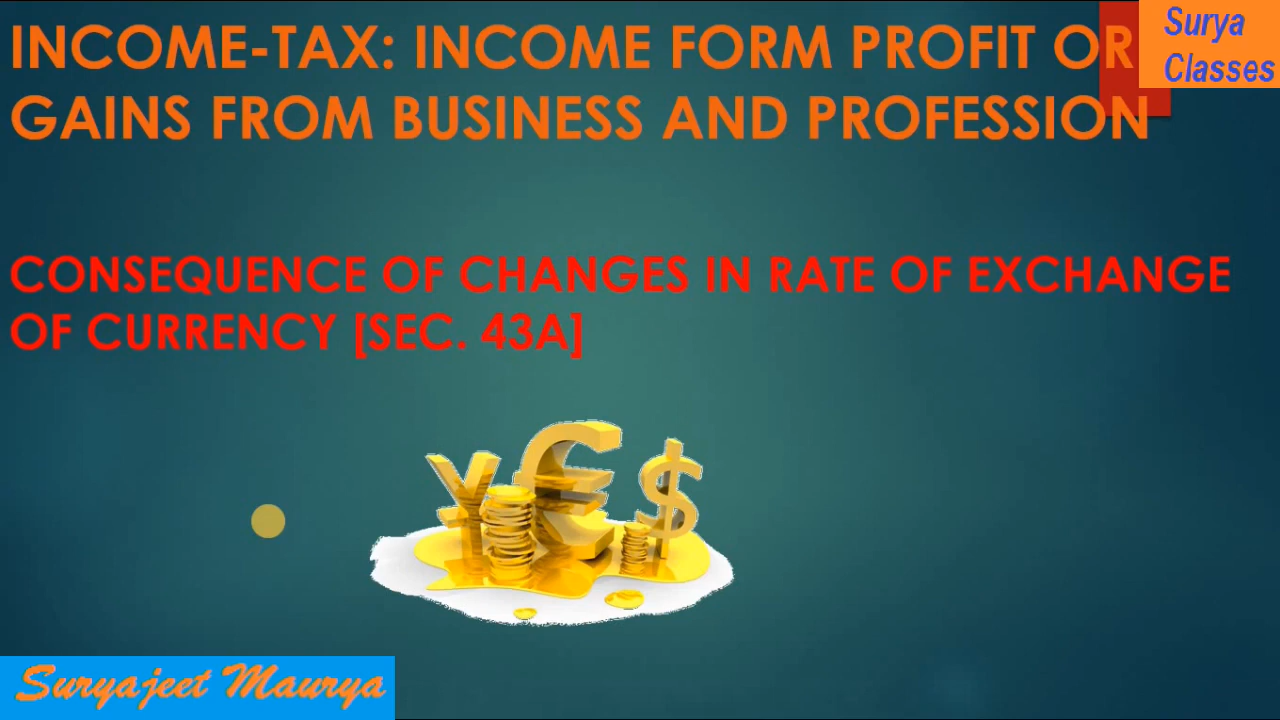 INCOME-TAX: INCOME FORM PROFIT OR
GAINS FROM BUSINESS AND PROFESSION
Surya
Classes
CONSEQUENCE OF CHANGES IN RATE OF EXCHANGE
OF CURRENCY [SEC. 43A]
Suryajeet Maurya